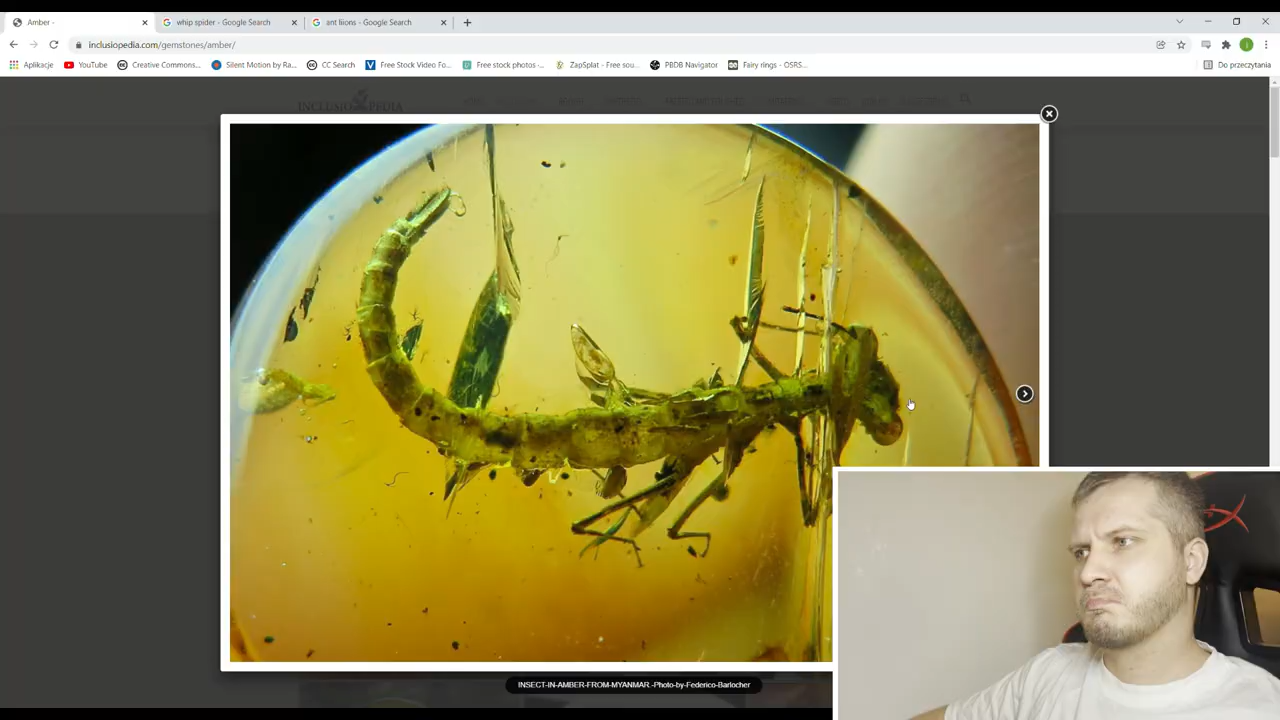 Amber -
whip spider - Google Search
ant liions - Google Search
inclusiopedia.com/gemstones/amber/
Aplikacje
YouTube
Creative Commons...
Silent Motion by Ra...
CC Search
Free Stock Video Fo...
Free stock photos -...
ZapSplat - Free sou...
PBDB Navigator
Fairy rings - OSRS...
Do przeczytania
INCLUSIOPEDIA
INSECT-IN-AMBER-FROM-MYANMAR.-Photo-by-Federico-Barlocher